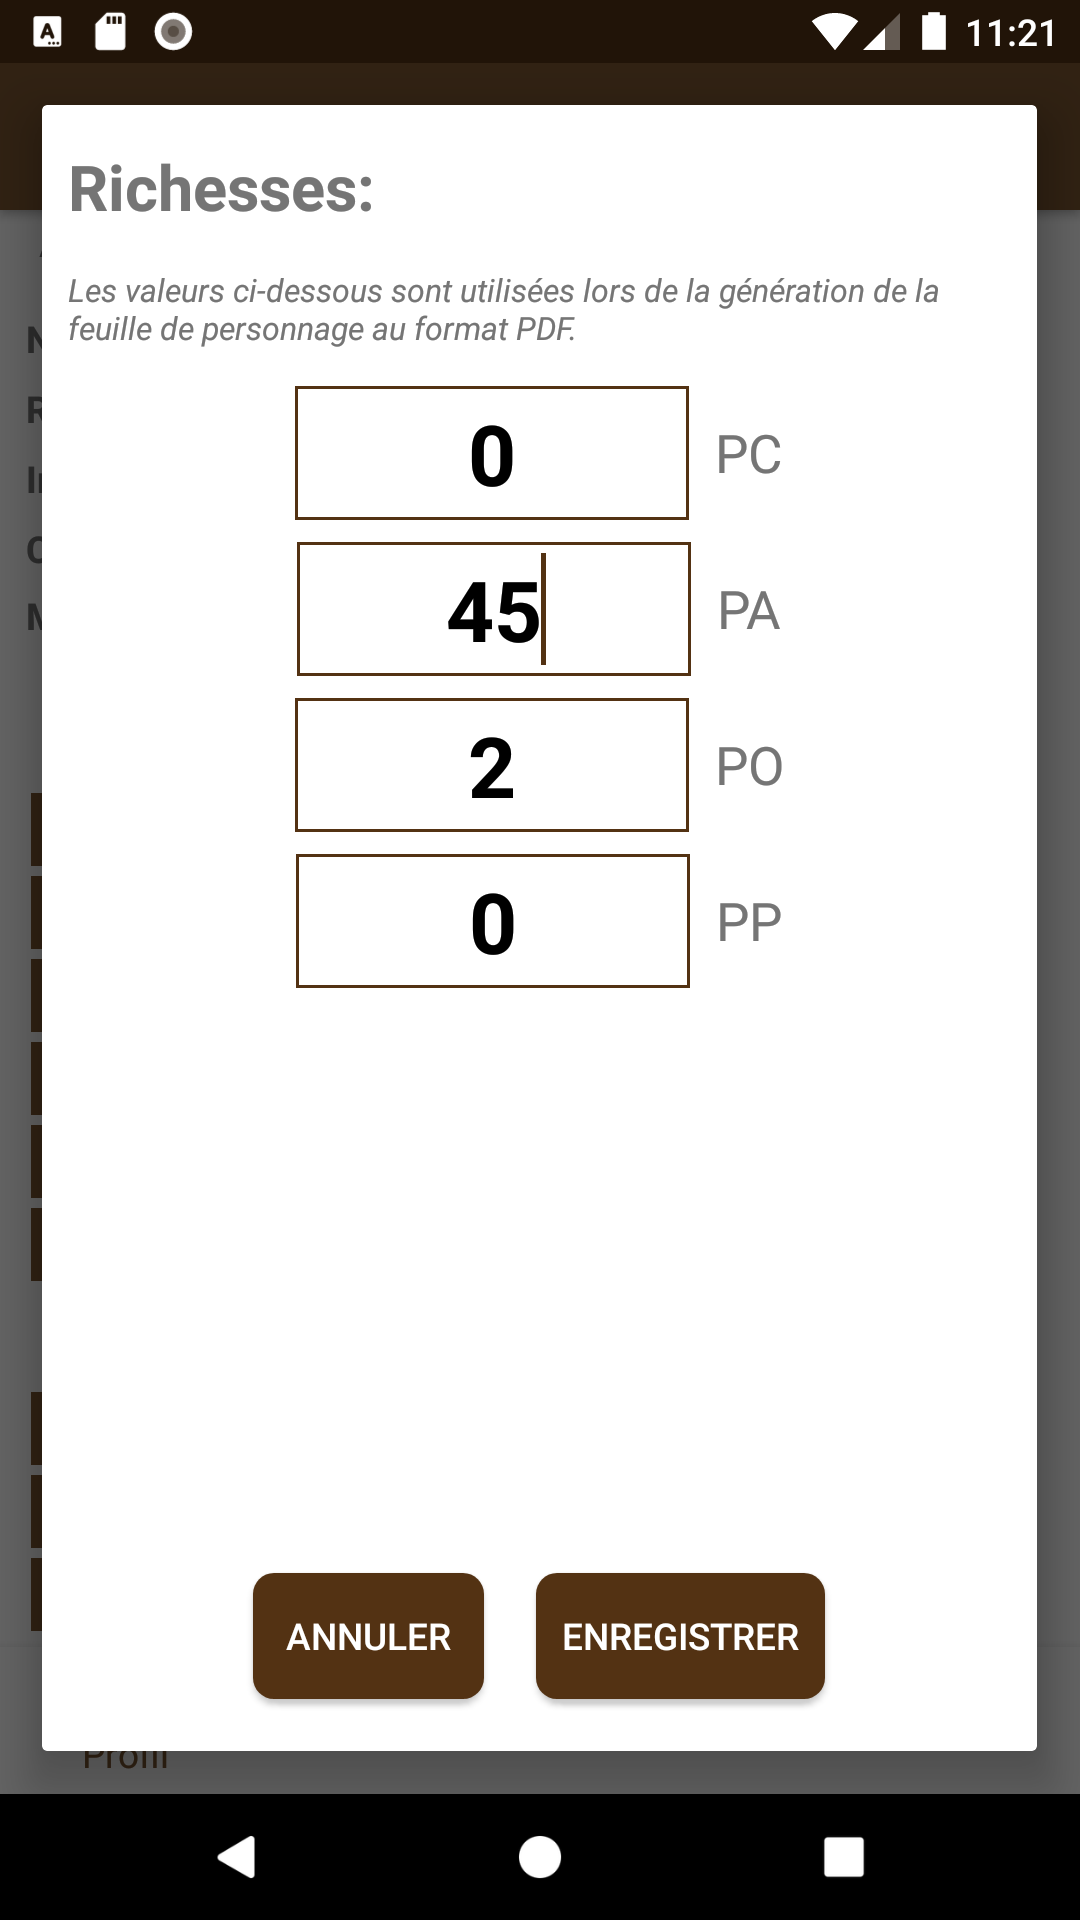 11:21
Richesses:
Les valeurs ci-dessous sont utilisées lors de la génération de la
feuille de personnage au format PDF.
0 PC
45 PA
2 PO
0 PP
ANNULER ENREGISTRER
Profil